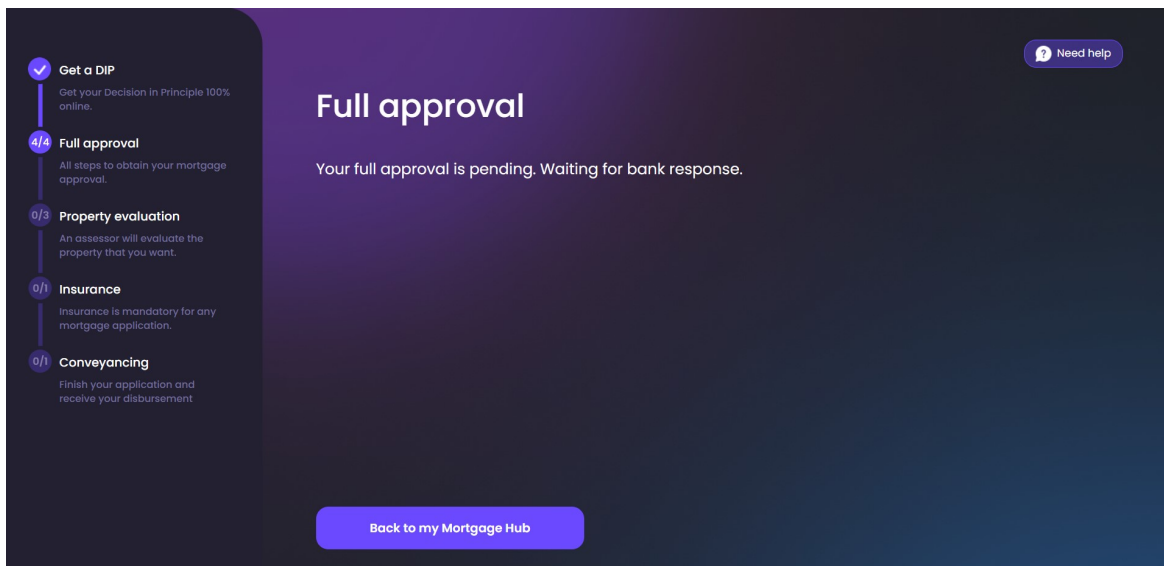 Get a DIP
Get your Decision in Principle 100%
online.
4/4 Full approval
All steps to obtain your mortgage
approval.
0/3 Property evaluation
An assessor will evaluate the
property that you want.
0/1 Insurance
Insurance is mandatory for any
mortgage application.
0/1 Conveyancing
Finish your application and
receive your disbursement
? Need help
Full approval
Your full approval is pending. Waiting for bank response.
Back to my Mortgage Hub